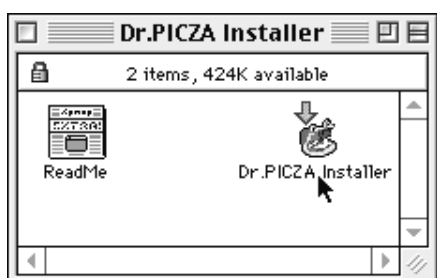 Dr.PICZA Installer
2 items, 424K available
ReadMe
Dr.PICZA Installer